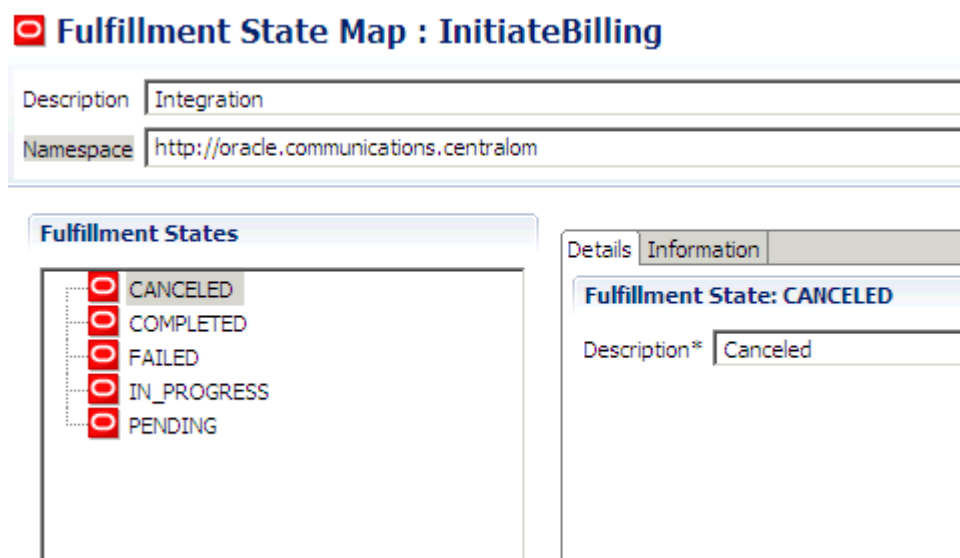 Fulfillment State Map : InitiateBilling
Description Integration
Namespace http://oracle.communications.centralom
Fulfillment States
CANCELED
COMPLETED
FAILED
IN_PROGRESS
PENDING
Details Information
Fulfillment State: CANCELED
Description* Canceled